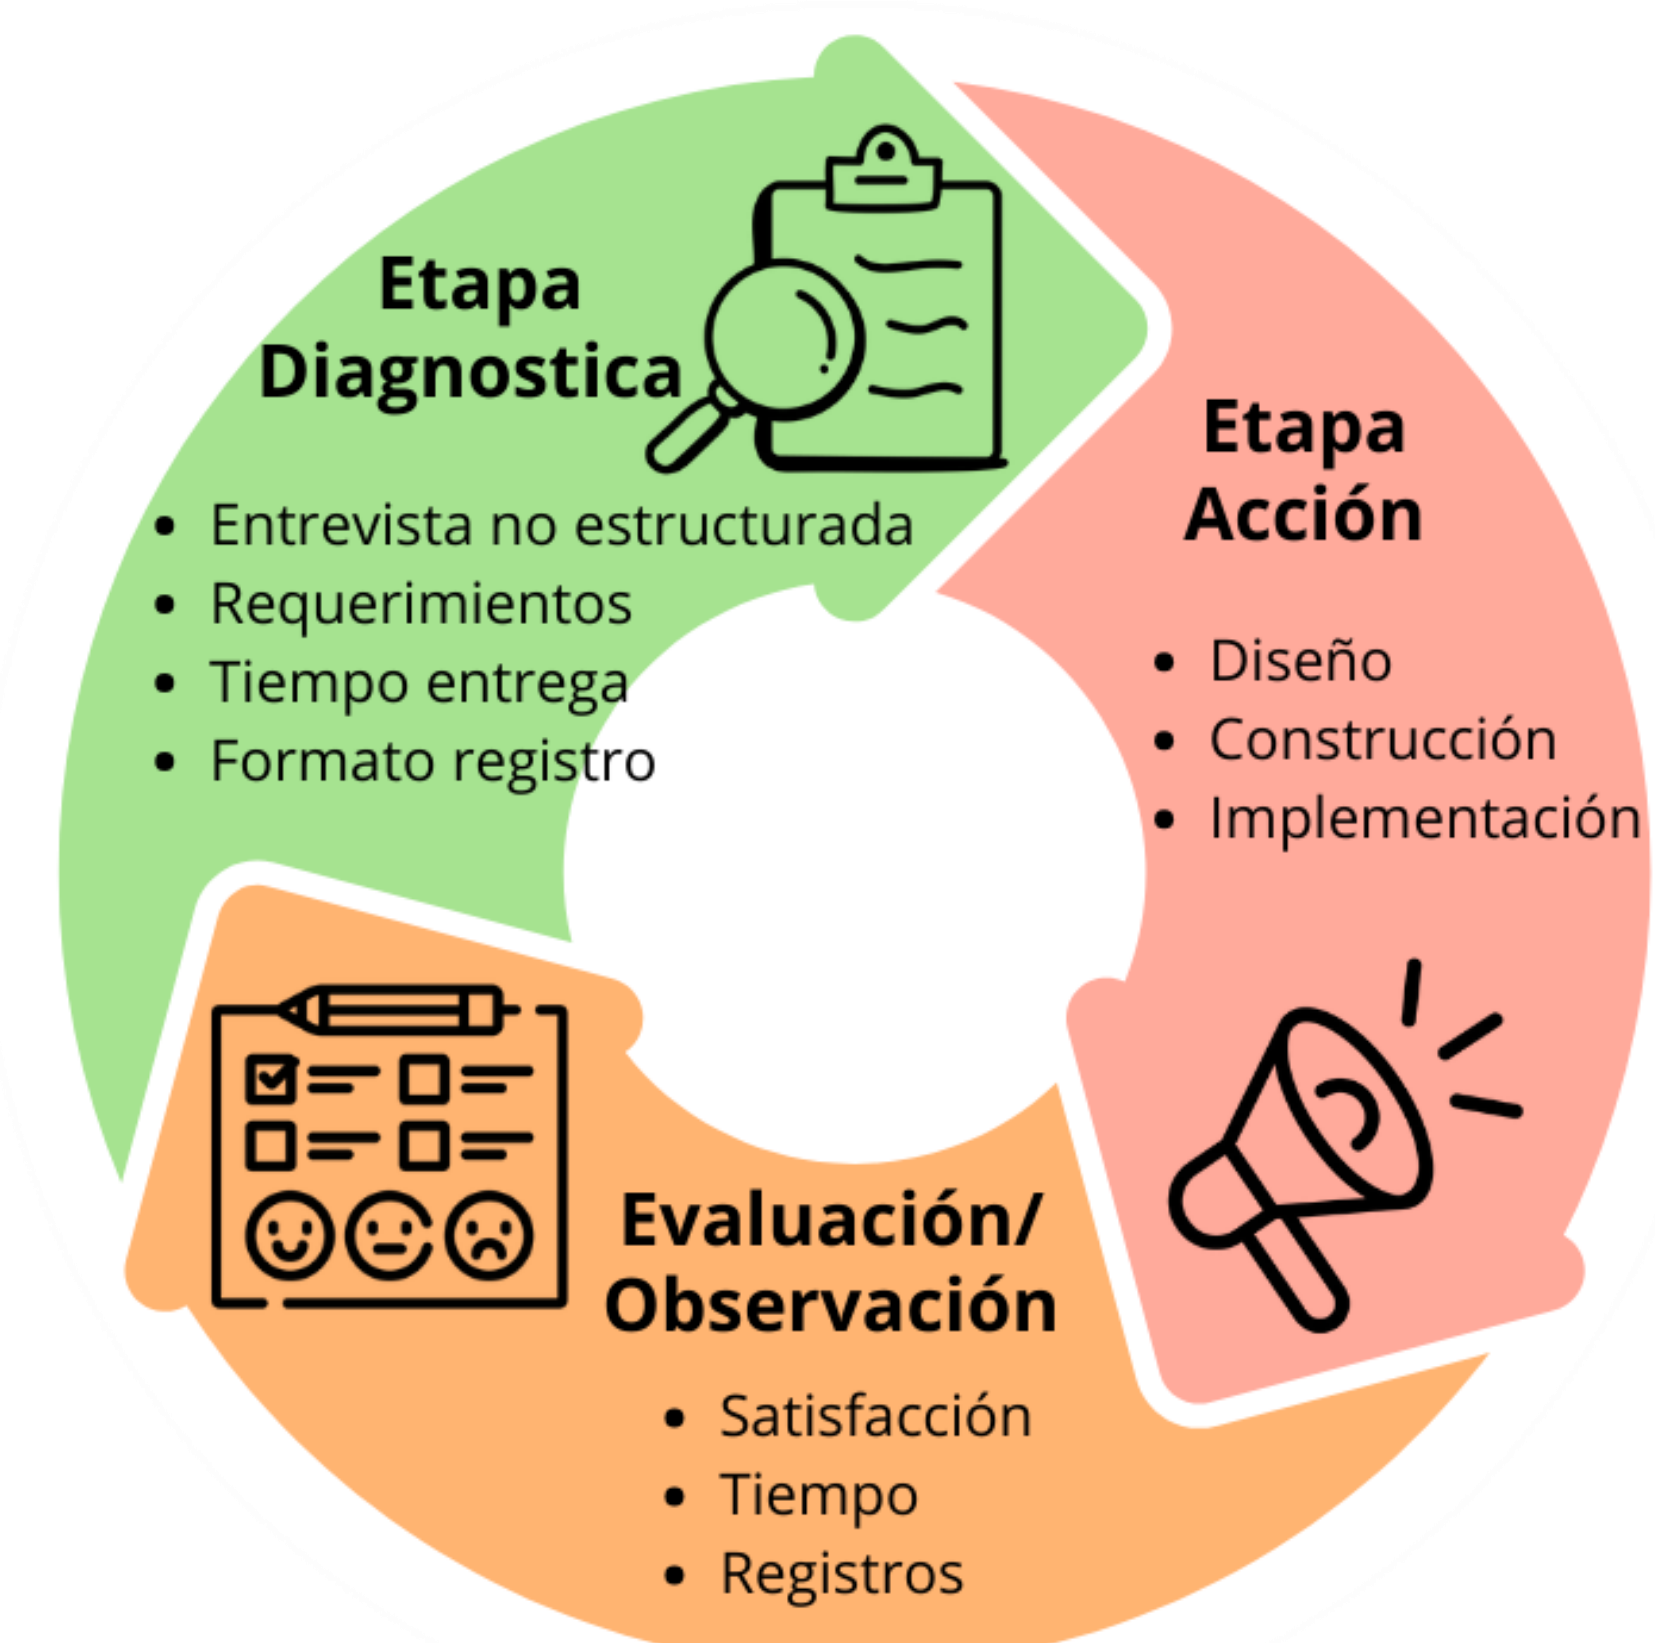 Etapa
Diagnostica
• Entrevista no estructurada
• Requerimientos
• Tiempo entrega
• Formato registro
Etapa
Acción
• Diseño
• Construcción
• Implementación
Evaluación/
Observación
• Satisfacción
• Tiempo
• Registros